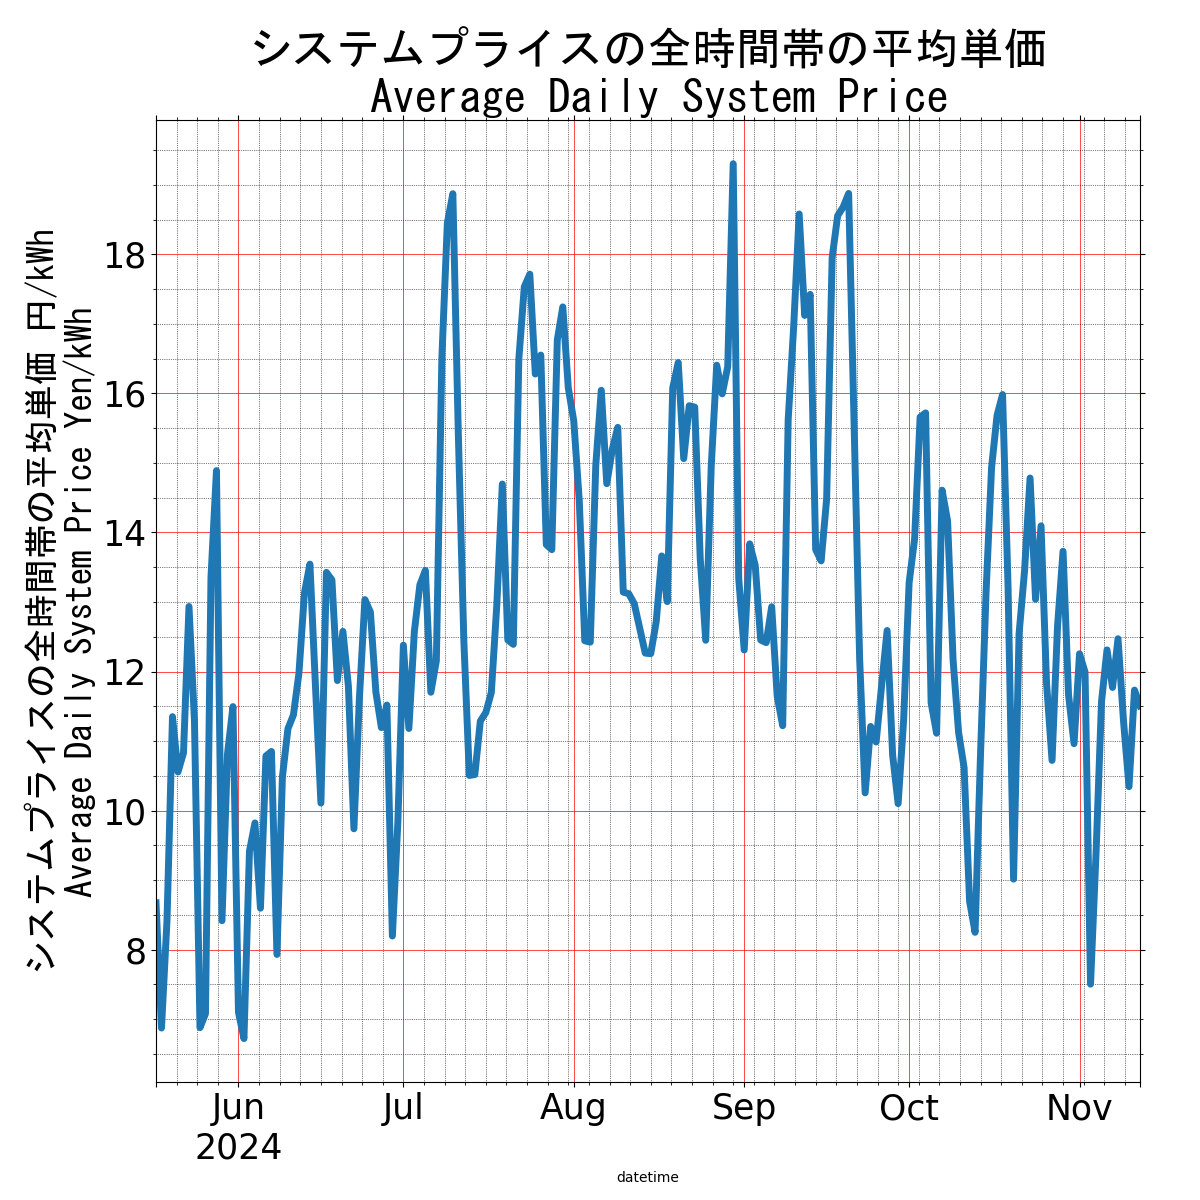 システムプライスの全時間帯の平均単価
Average Daily System Price
システムプライスの全時間帯の平均単価 円/kWh
Average Daily System Price Yen/kWh
18
16
14
12
10
8
Jun
2024
Jul
Aug
Sep
Oct
Nov
datetime